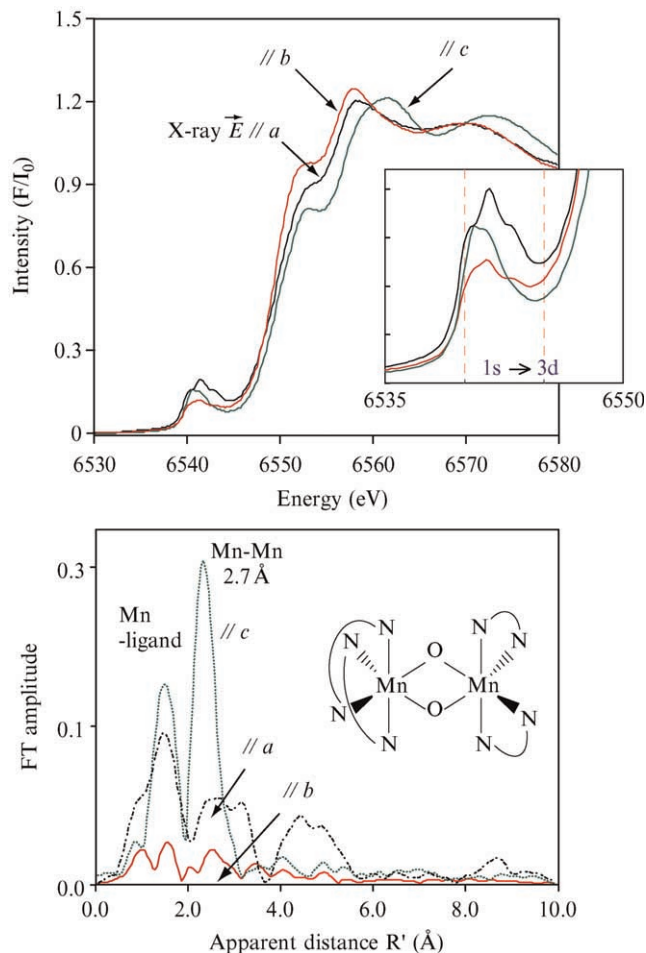 1.5
// b
// c
1.2
X-ray E⃗ // a
0.9
Intensity (F/I₀)
0.6
1s → 3d
0.3
6535
6550
0
6530
6540
6550
6560
6570
6580
Energy (eV)
Mn-Mn
2.7 Å
0.3
Mn
-ligand
// c
N
N
O
N
N
Mn
Mn
N
O
N
N
N
FT amplitude
0.1
// a
// b
0.0
0.0
2.0
4.0
6.0
8.0
10.0
Apparent distance R' (Å)